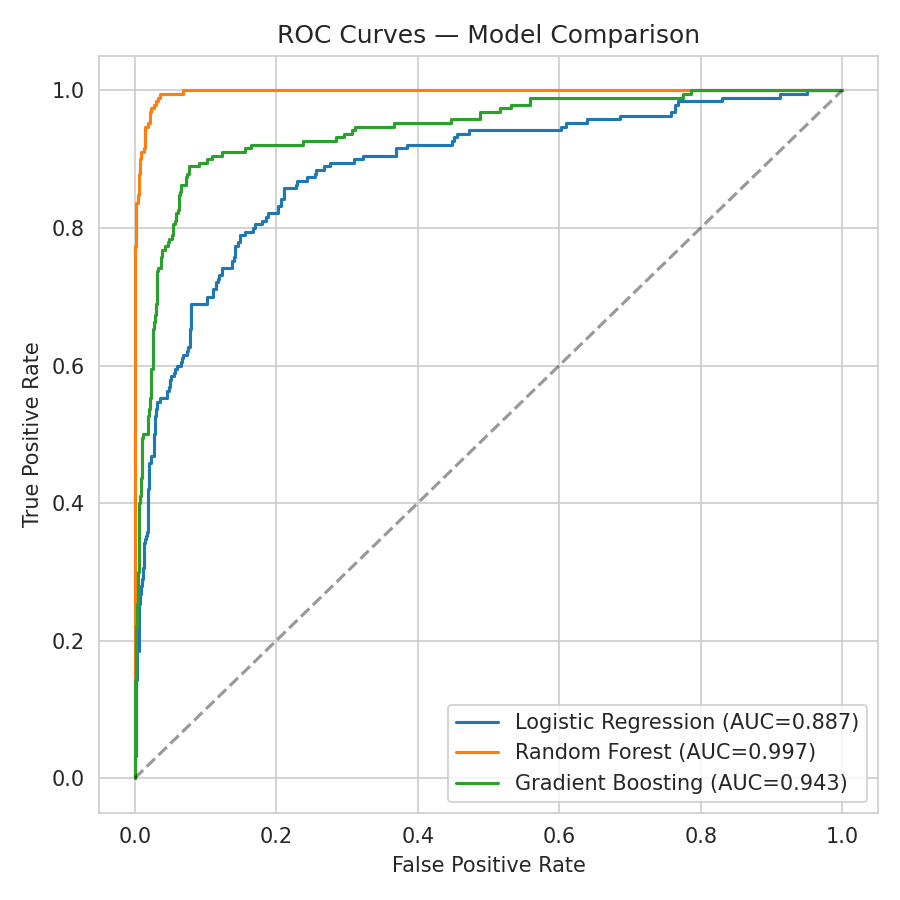 ROC Curves — Model Comparison
True Positive Rate
1.0
0.8
0.6
0.4
0.2
0.0
Logistic Regression (AUC=0.887)
Random Forest (AUC=0.997)
Gradient Boosting (AUC=0.943)
0.0 0.2 0.4 0.6 0.8 1.0
False Positive Rate